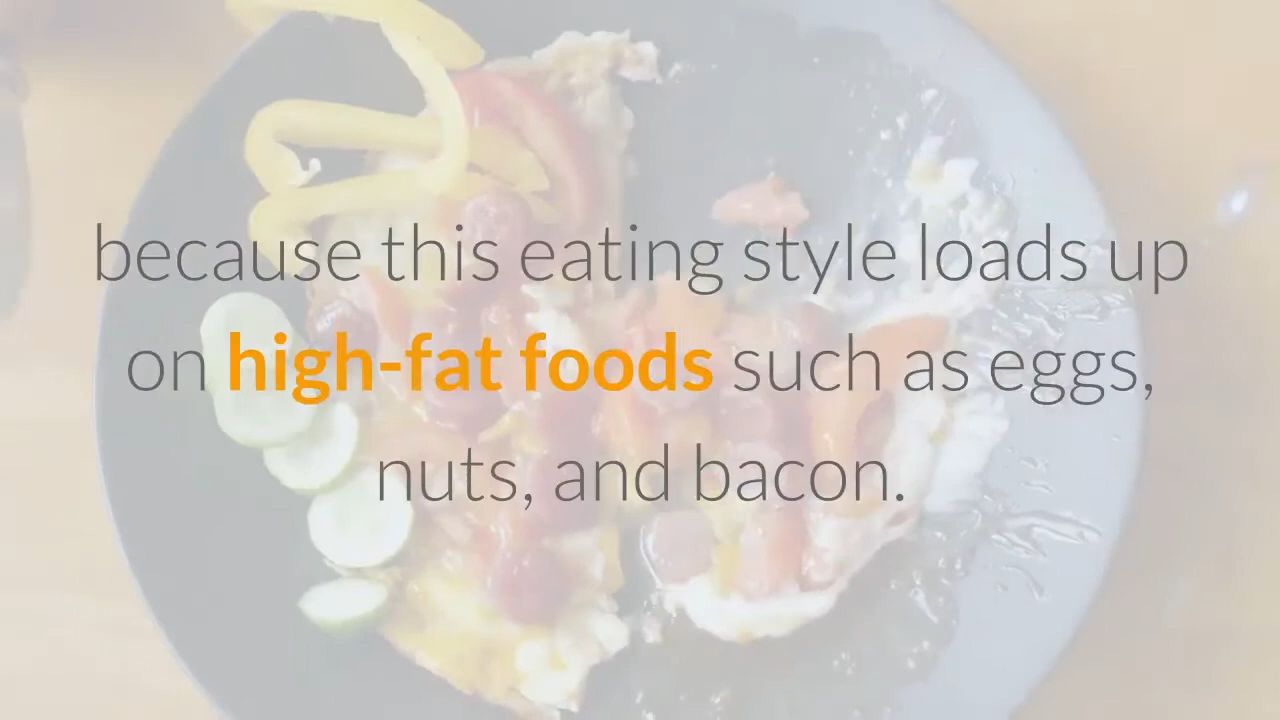 because this eating style loads up
on high-fat foods such as eggs,
nuts, and bacon.